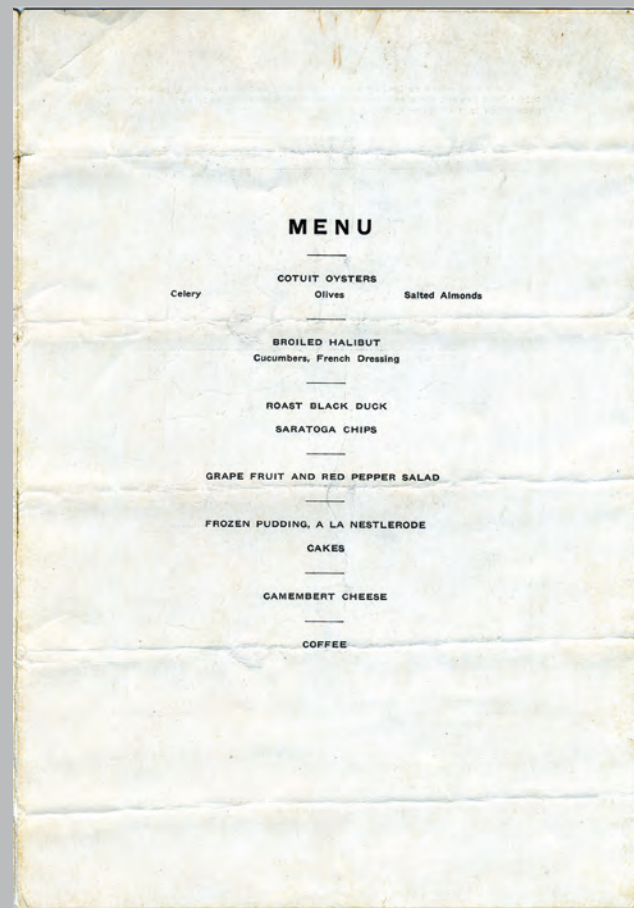 MENU
COTUIT OYSTERS
Celery Olives Salted Almonds
BROILED HALIBUT
Cucumbers, French Dressing
ROAST BLACK DUCK
SARATOGA CHIPS
GRAPE FRUIT AND RED PEPPER SALAD
FROZEN PUDDING, A LA NESTLERODE
CAKES
CAMEMBERT CHEESE
COFFEE